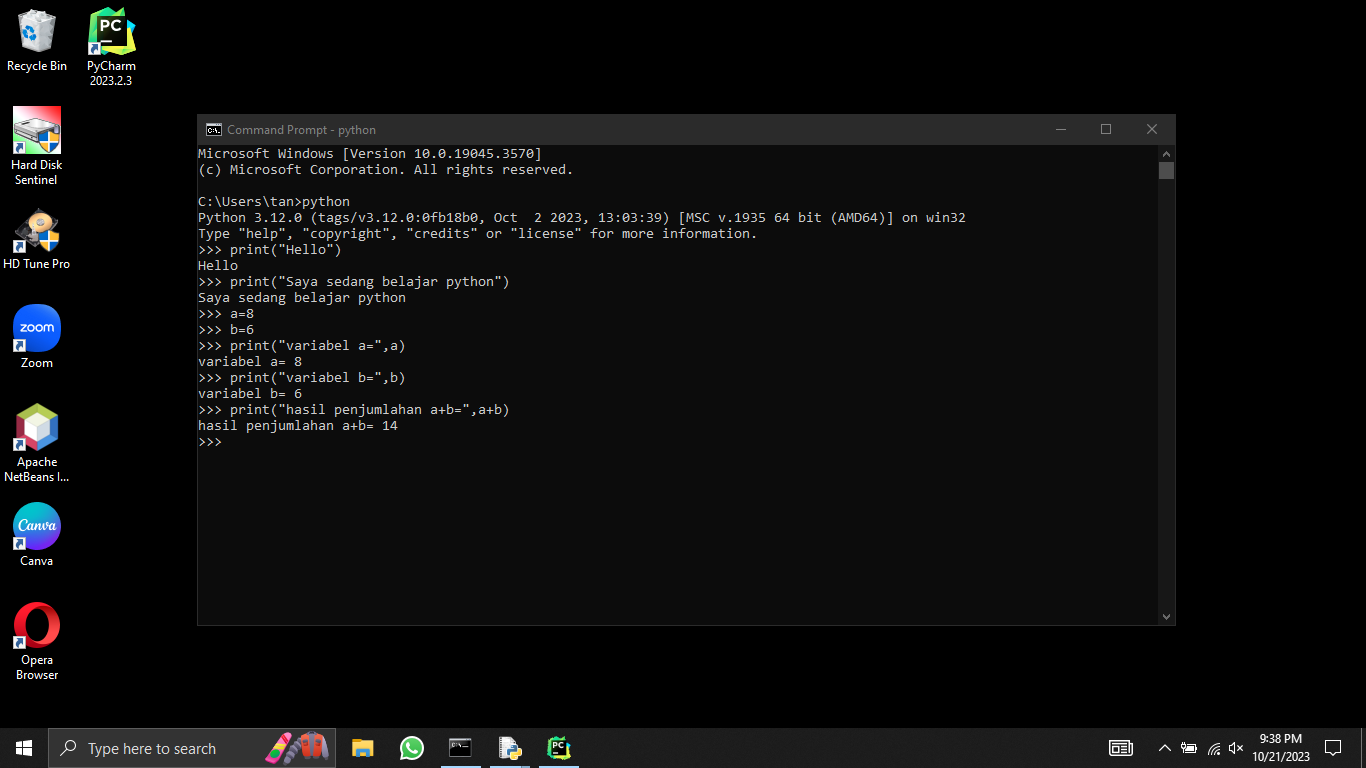 Recycle Bin
PC
PyCharm
2023.2.3
Hard Disk
Sentinel
HD Tune Pro
zoom
Zoom
Apache
NetBeans I...
Canva
Canva
Opera
Browser
C:\.
Command Prompt - python
Microsoft Windows [Version 10.0.19045.3570]
(c) Microsoft Corporation. All rights reserved.
C:\Users\tan>python
Python 3.12.0 (tags/v3.12.0:0fb18b0, Oct  2 2023, 13:03:39) [MSC v.1935 64 bit (AMD64)] on win32
Type "help", "copyright", "credits" or "license" for more information.
>>> print("Hello")
Hello
>>> print("Saya sedang belajar python")
Saya sedang belajar python
>>> a=8
>>> b=6
>>> print("variabel a=",a)
variabel a= 8
>>> print("variabel b=",b)
variabel b= 6
>>> print("hasil penjumlahan a+b=",a+b)
hasil penjumlahan a+b= 14
>>>
Type here to search
PC
9:38 PM
10/21/2023